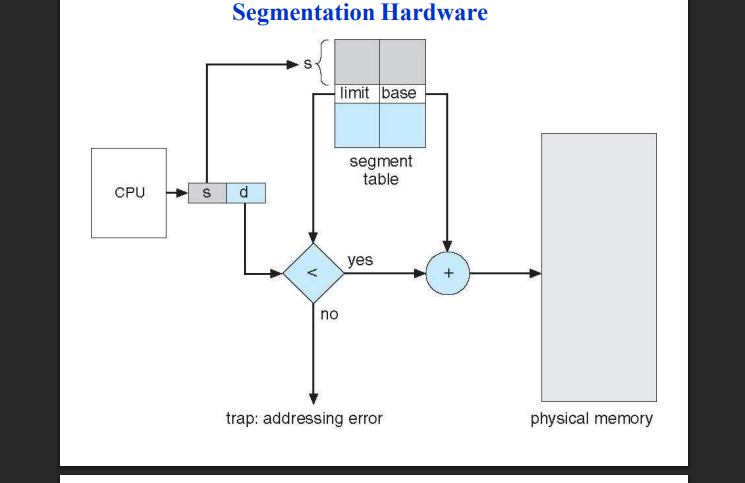 Segmentation Hardware
s
limit base
segment
table
CPU
s d
<
yes
+
no
trap: addressing error
physical memory